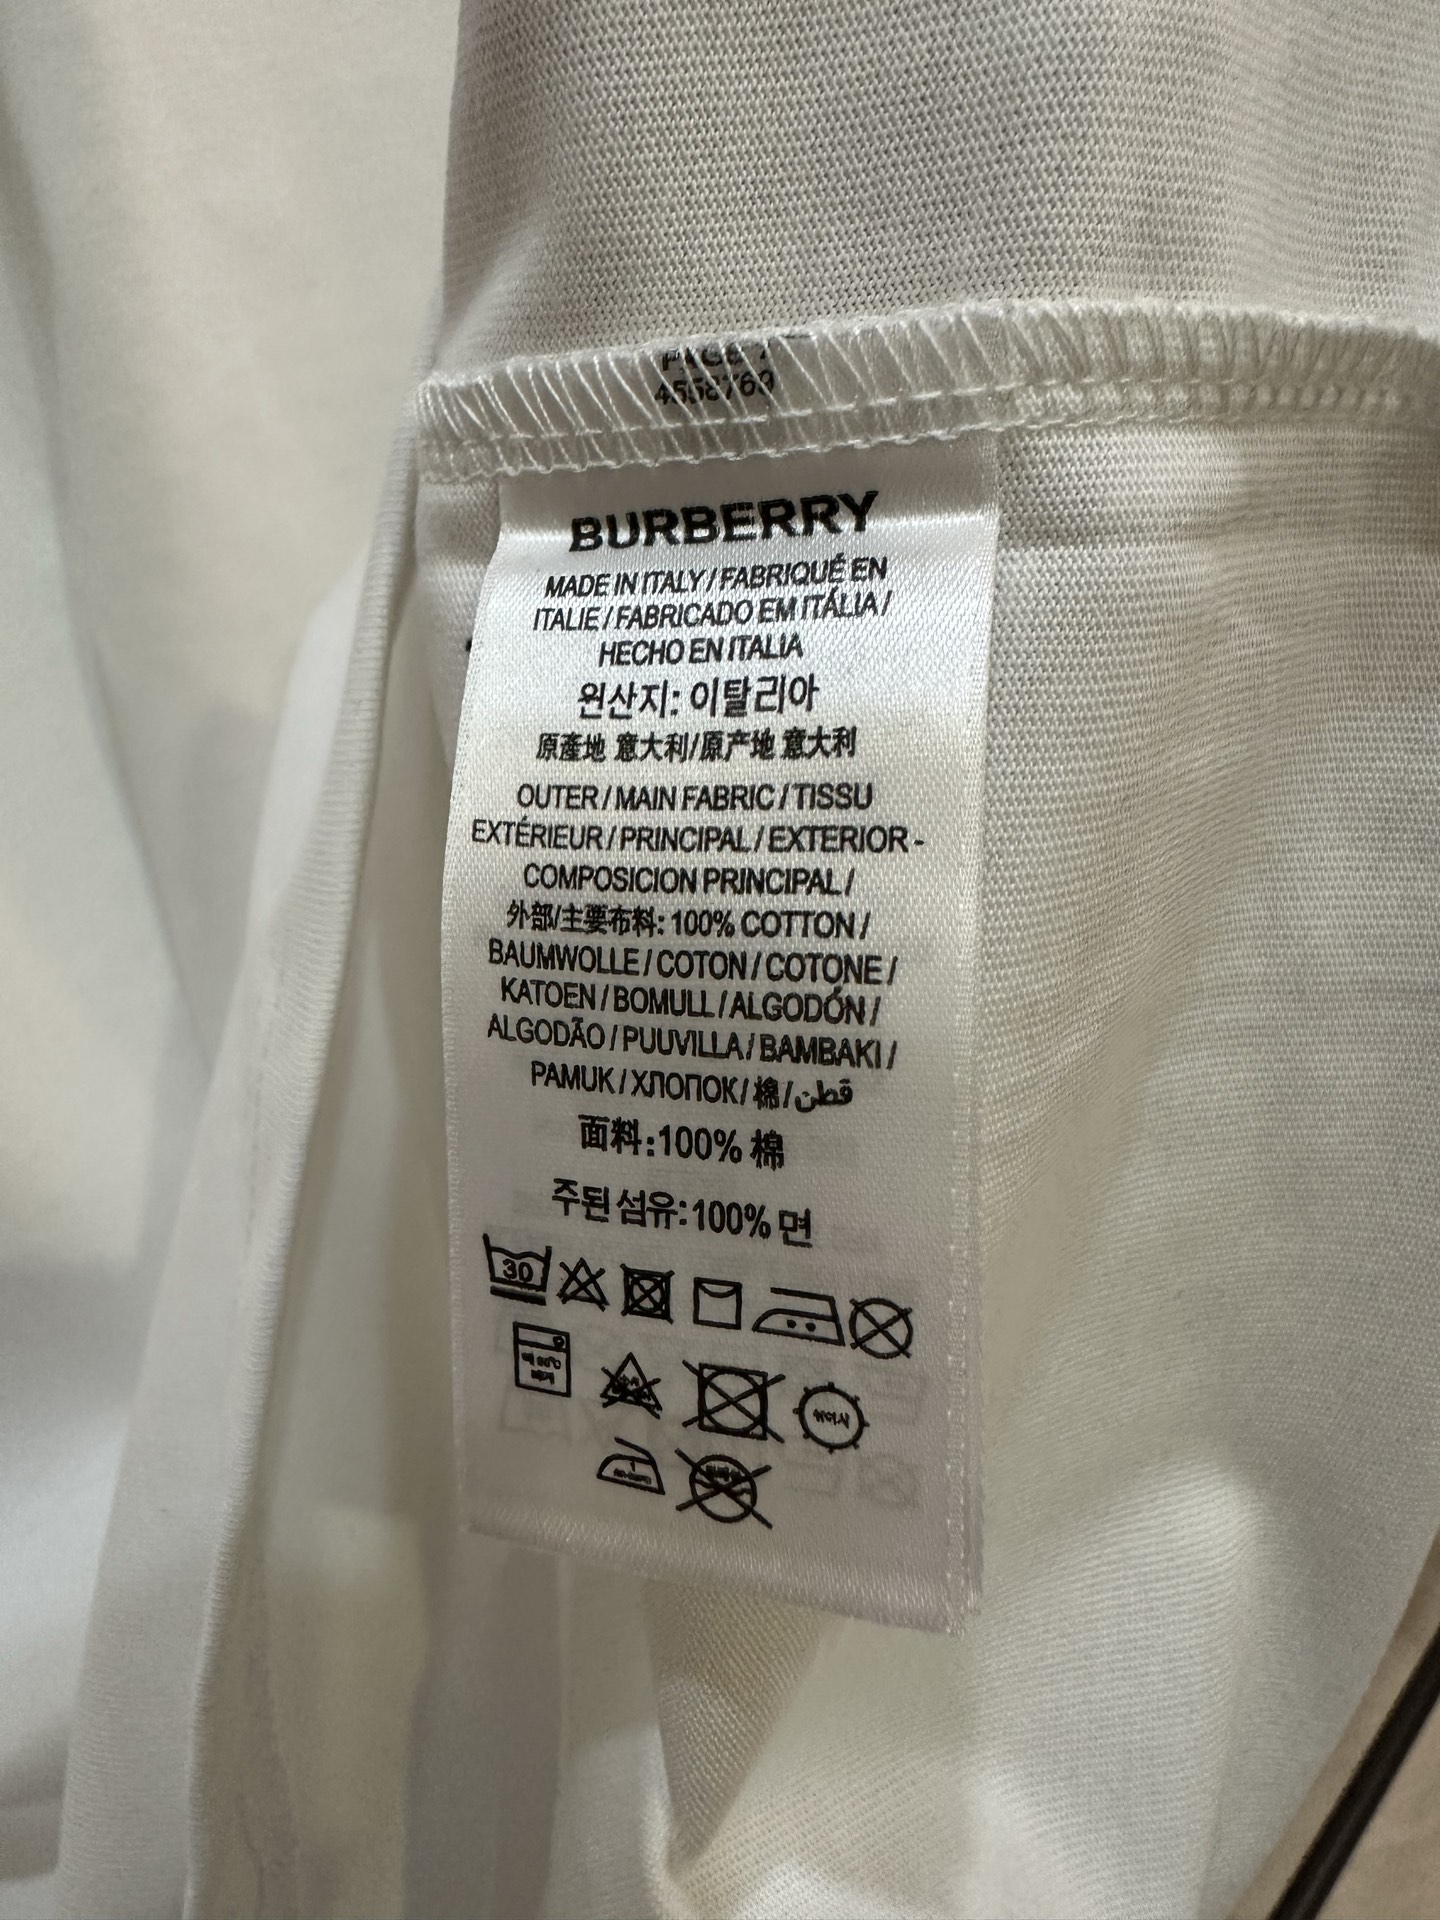 4558769
BURBERRY
MADE IN ITALY / FABRIQUÉ EN
ITALIE / FABRICADO EM ITÁLIA /
HECHO EN ITALIA
원산지: 이탈리아
原產地 意大利/原产地 意大利
OUTER / MAIN FABRIC / TISSU
EXTÉRIEUR / PRINCIPAL / EXTERIOR -
COMPOSICION PRINCIPAL /
外部/主要布料: 100% COTTON /
BAUMWOLLE / COTON / COTONE /
KATOEN / BOMULL / ALGODÓN /
ALGODÃO / PUUVILLA / BAMBAKI /
PAMUK / ХЛОПОК / 棉 / قطن
面料:100% 棉
주된 섬유:100% 면
30